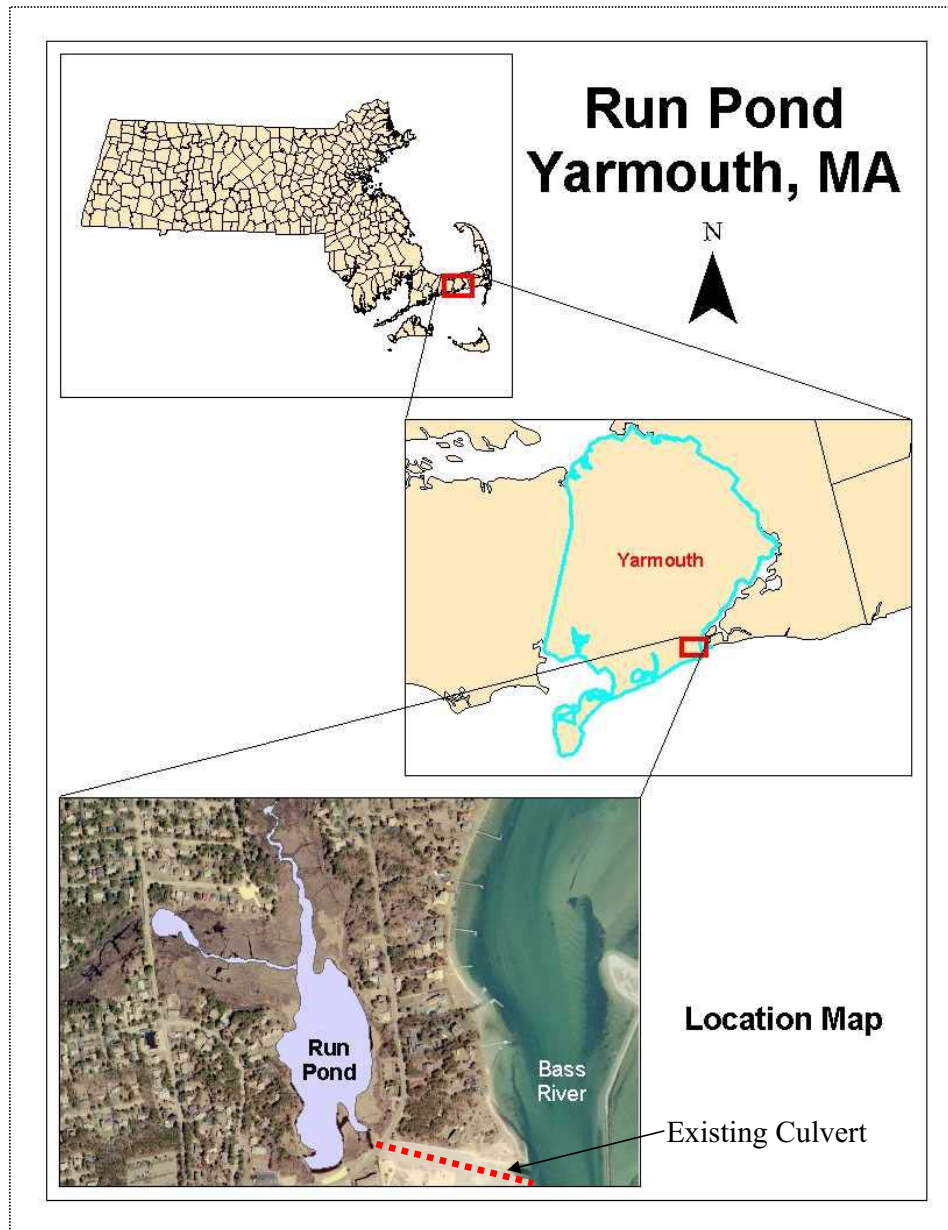 Run Pond
Yarmouth, MA
N
Yarmouth
Run
Pond
Bass
River
Location Map
Existing Culvert